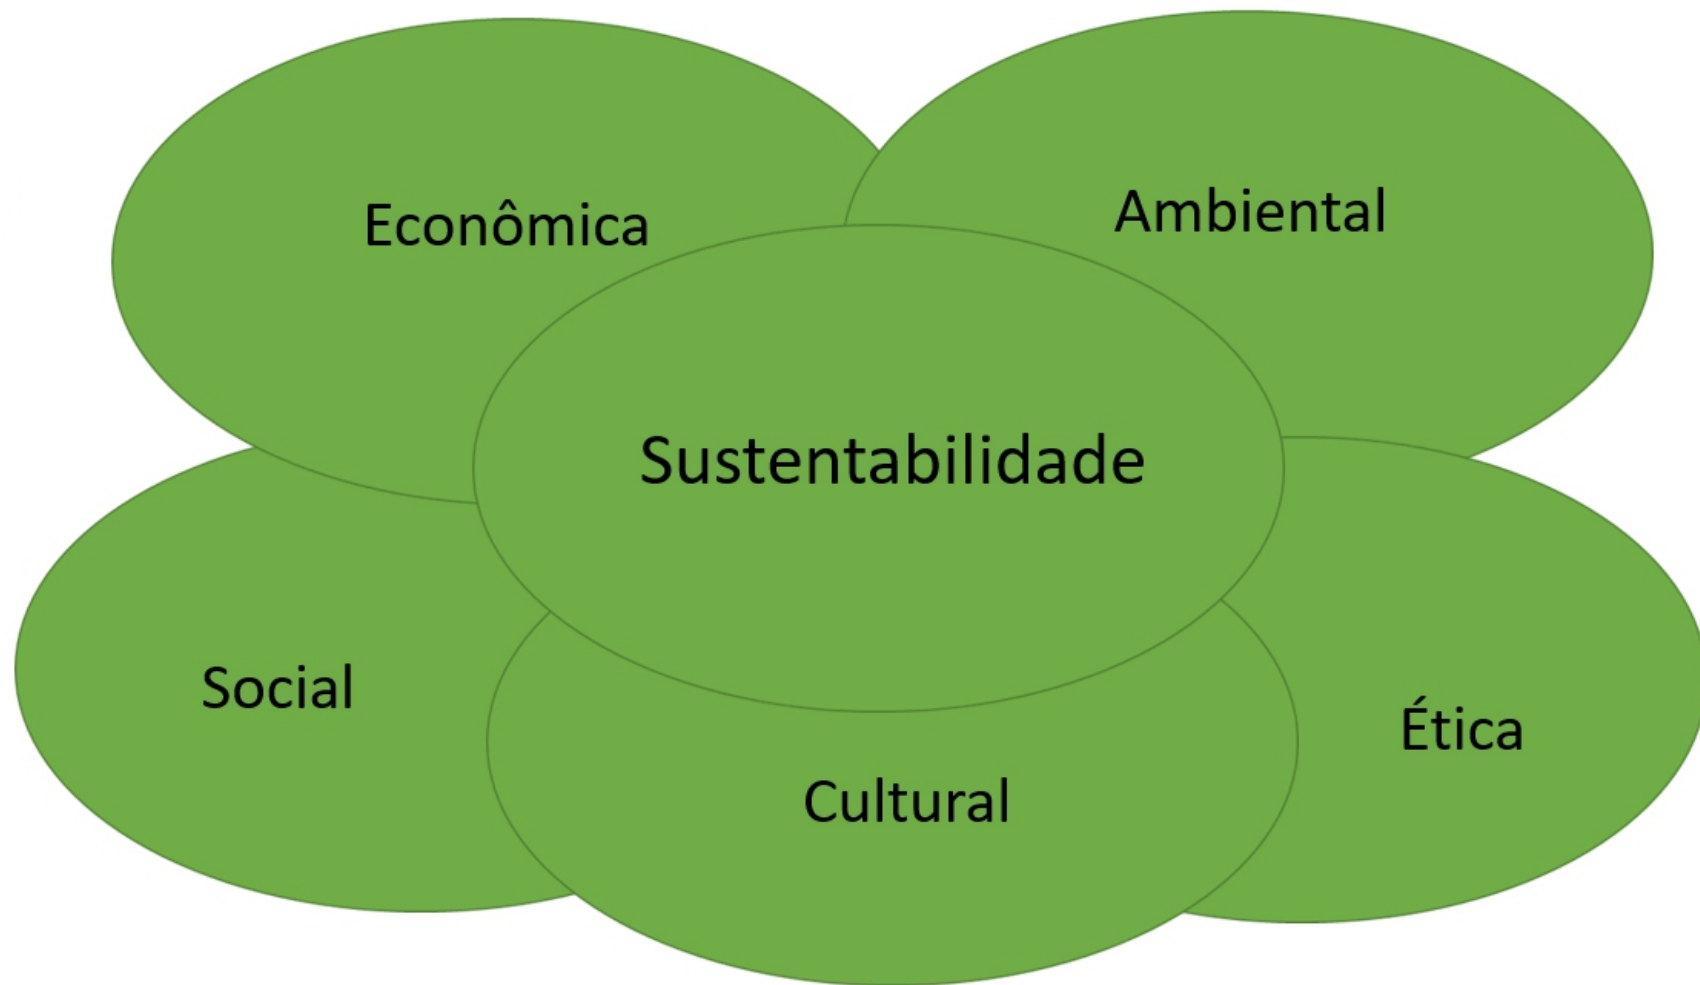 Econômica
Ambiental
Sustentabilidade
Social
Ética
Cultural